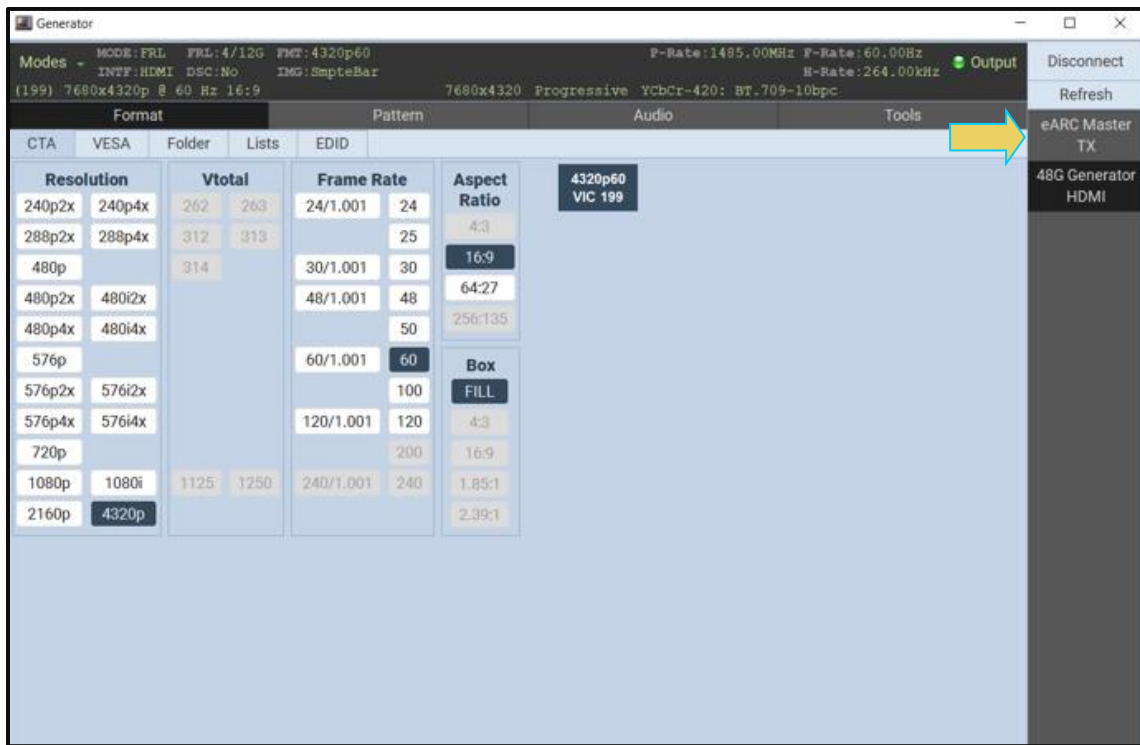 Generator
Modes
MODE:FRL FRL:4/12G FMT:4320p60
INTF:HDMI DSC:No IMG:SmpteBar
P-Rate:1485.00MHz F-Rate:60.00Hz
H-Rate:264.00kHz
Output
(199) 7680x4320p @ 60 Hz 16:9
7680x4320 Progressive YCbCr-420: BT.709-10bpc
Disconnect
Refresh
eARC Master
TX
48G Generator
HDMI
Format Pattern Audio Tools
CTA VESA Folder Lists EDID
Resolution
240p2x 240p4x
288p2x 288p4x
480p
480p2x 480i2x
480p4x 480i4x
576p
576p2x 576i2x
576p4x 576i4x
720p
1080p 1080i
2160p 4320p
Vtotal
262 263
312 313
314
1125 1250
Frame Rate
24/1.001 24
25
30/1.001 30
48/1.001 48
50
60/1.001 60
100
120/1.001 120
200
240/1.001 240
Aspect
Ratio
4:3
16:9
64:27
256:135
Box
FILL
4:3
16:9
1.85:1
2.39:1
4320p60
VIC 199